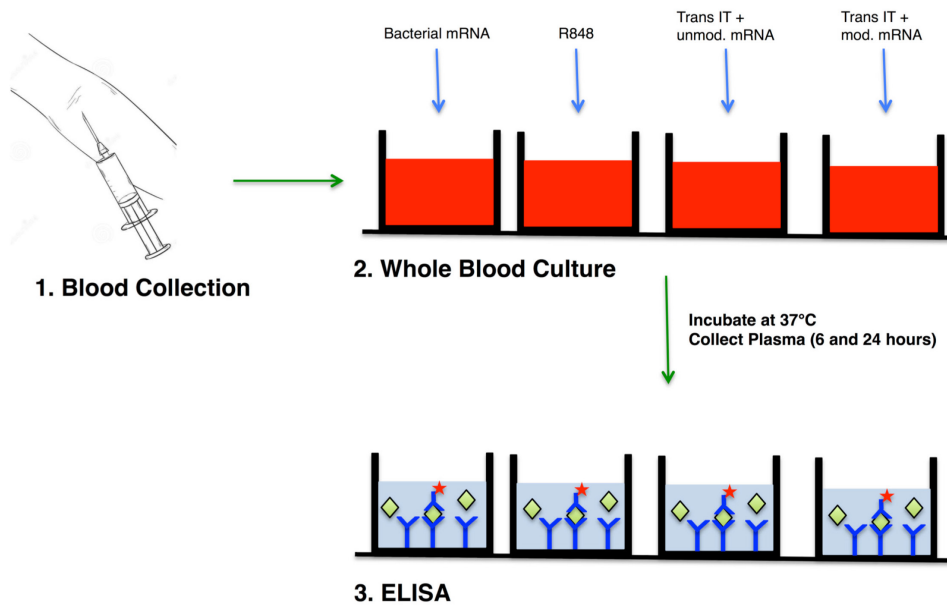 Bacterial mRNA
R848
Trans IT +
unmod. mRNA
Trans IT +
mod. mRNA
1. Blood Collection
2. Whole Blood Culture
Incubate at 37°C
Collect Plasma (6 and 24 hours)
3. ELISA